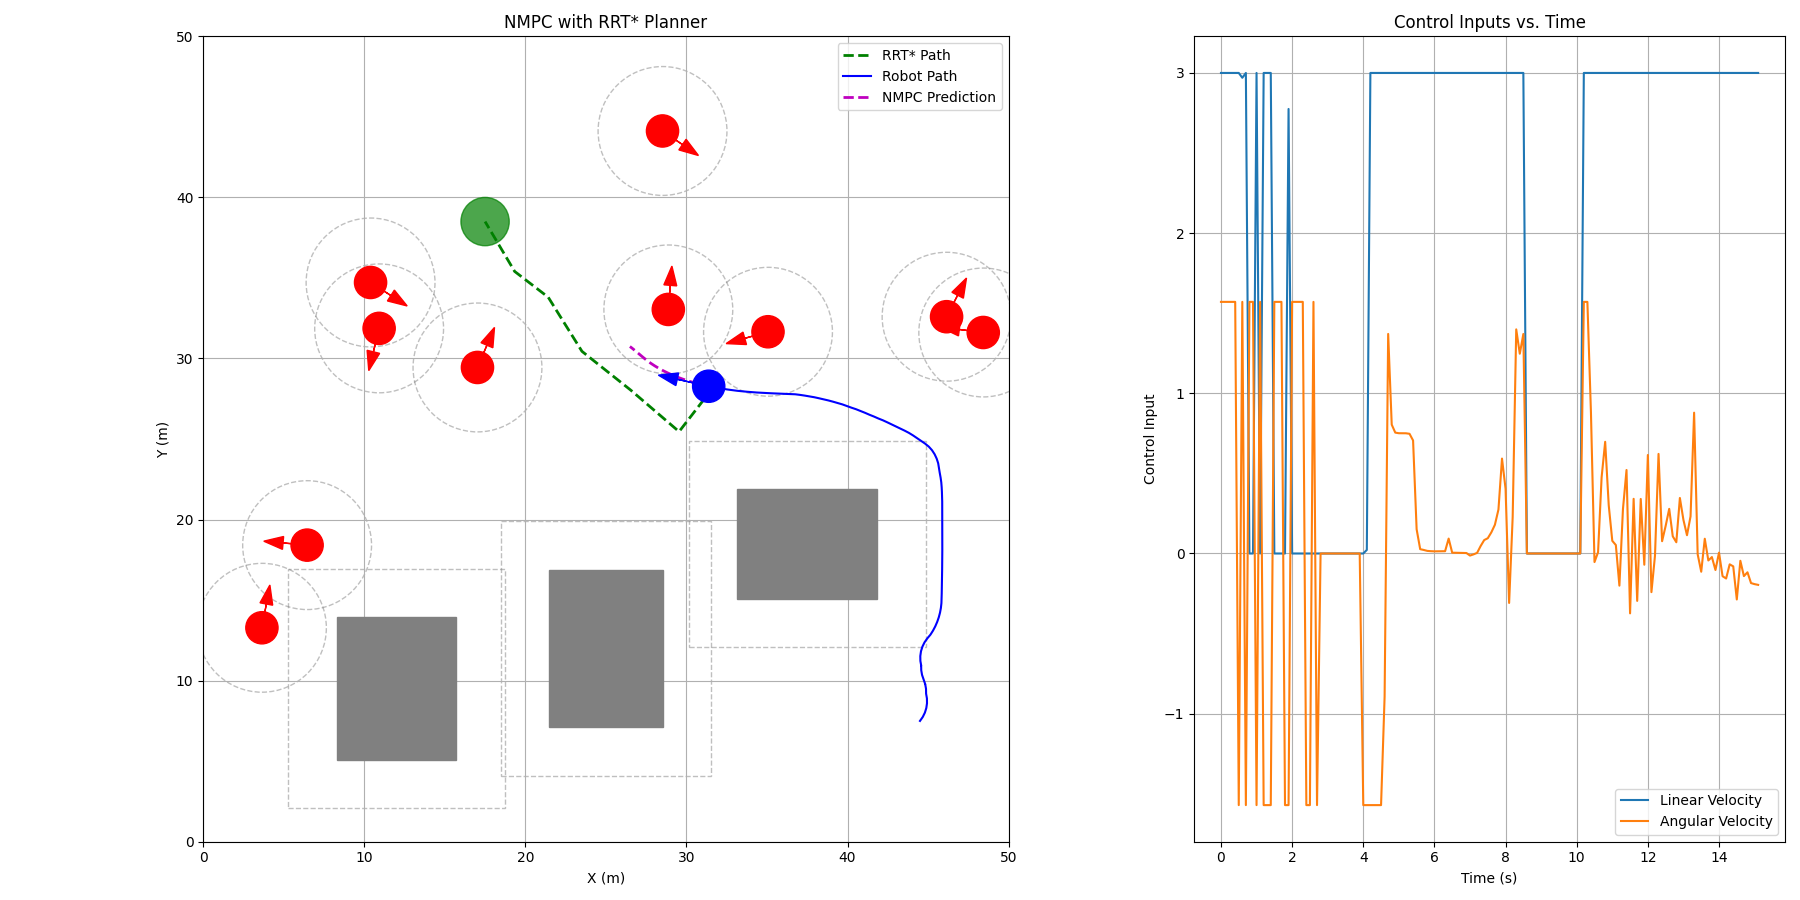 NMPC with RRT* Planner
50
40
30
20
10
0
Y (m)
0 10 20 30 40 50
X (m)
RRT* Path
Robot Path
NMPC Prediction
Control Inputs vs. Time
3
2
1
0
−1
Control Input
0 2 4 6 8 10 12 14
Time (s)
Linear Velocity
Angular Velocity